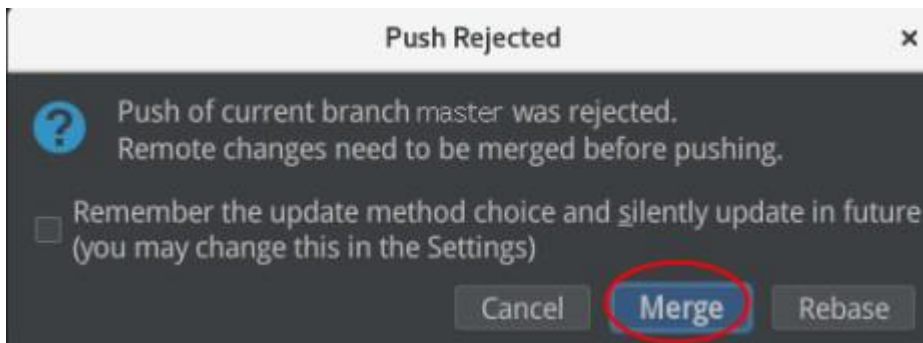 Push Rejected
Push of current branch master was rejected.
Remote changes need to be merged before pushing.
Remember the update method choice and silently update in future
(you may change this in the Settings)
Cancel Merge Rebase